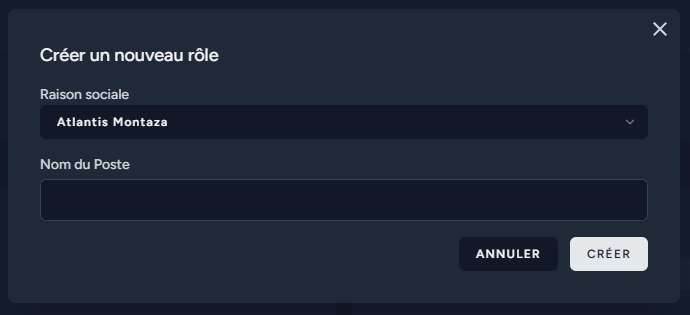 Créer un nouveau rôle
Raison sociale
Atlantis Montaza
Nom du Poste
ANNULER
CRÉER